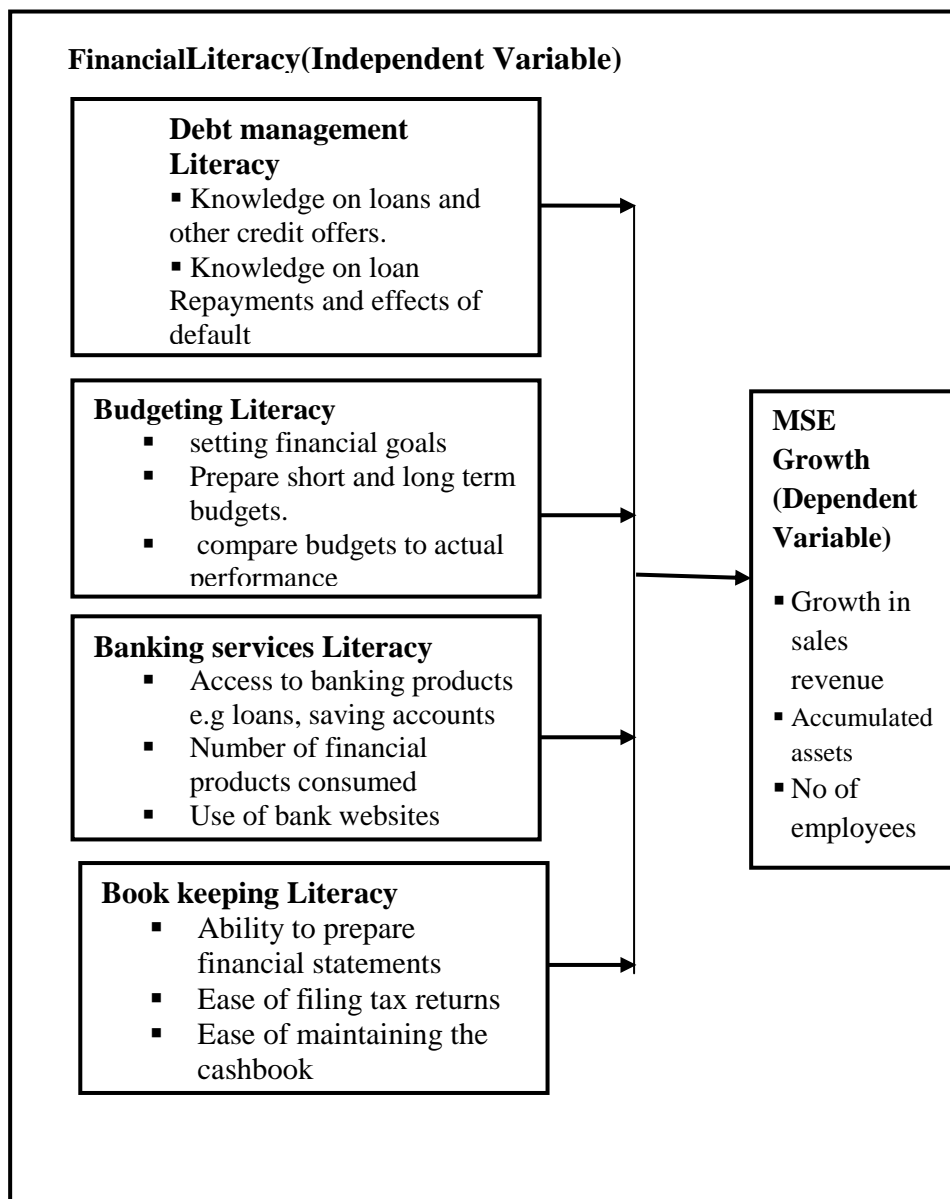 FinancialLiteracy(Independent Variable)
Debt management
Literacy
▪ Knowledge on loans and
other credit offers.
▪ Knowledge on loan
Repayments and effects of
default
Budgeting Literacy
▪ setting financial goals
▪ Prepare short and long term
budgets.
▪ compare budgets to actual
performance
Banking services Literacy
▪ Access to banking products
e.g loans, saving accounts
▪ Number of financial
products consumed
▪ Use of bank websites
Book keeping Literacy
▪ Ability to prepare
financial statements
▪ Ease of filing tax returns
▪ Ease of maintaining the
cashbook
MSE
Growth
(Dependent
Variable)
▪ Growth in
sales
revenue
▪ Accumulated
assets
▪ No of
employees